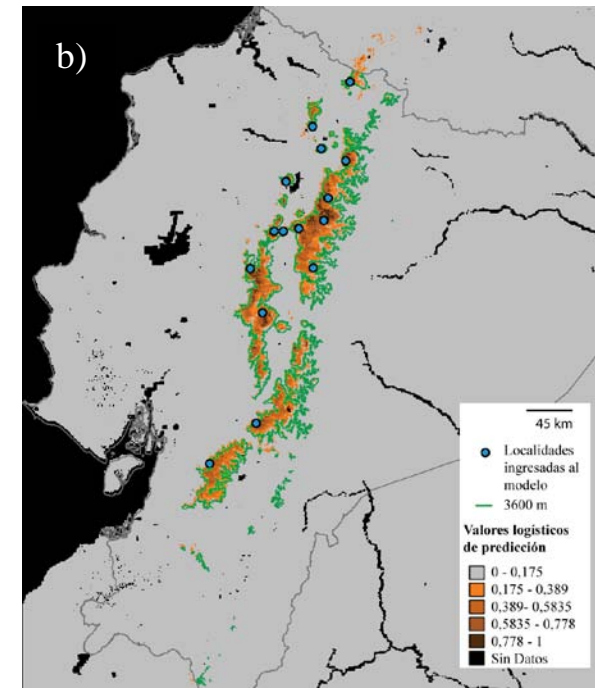 b)
45 km
Localidades
ingresadas al
modelo
3600 m
Valores logísticos
de predicción
0 - 0,175
0,175 - 0,389
0,389- 0,5835
0,5835 - 0,778
0,778 - 1
Sin Datos